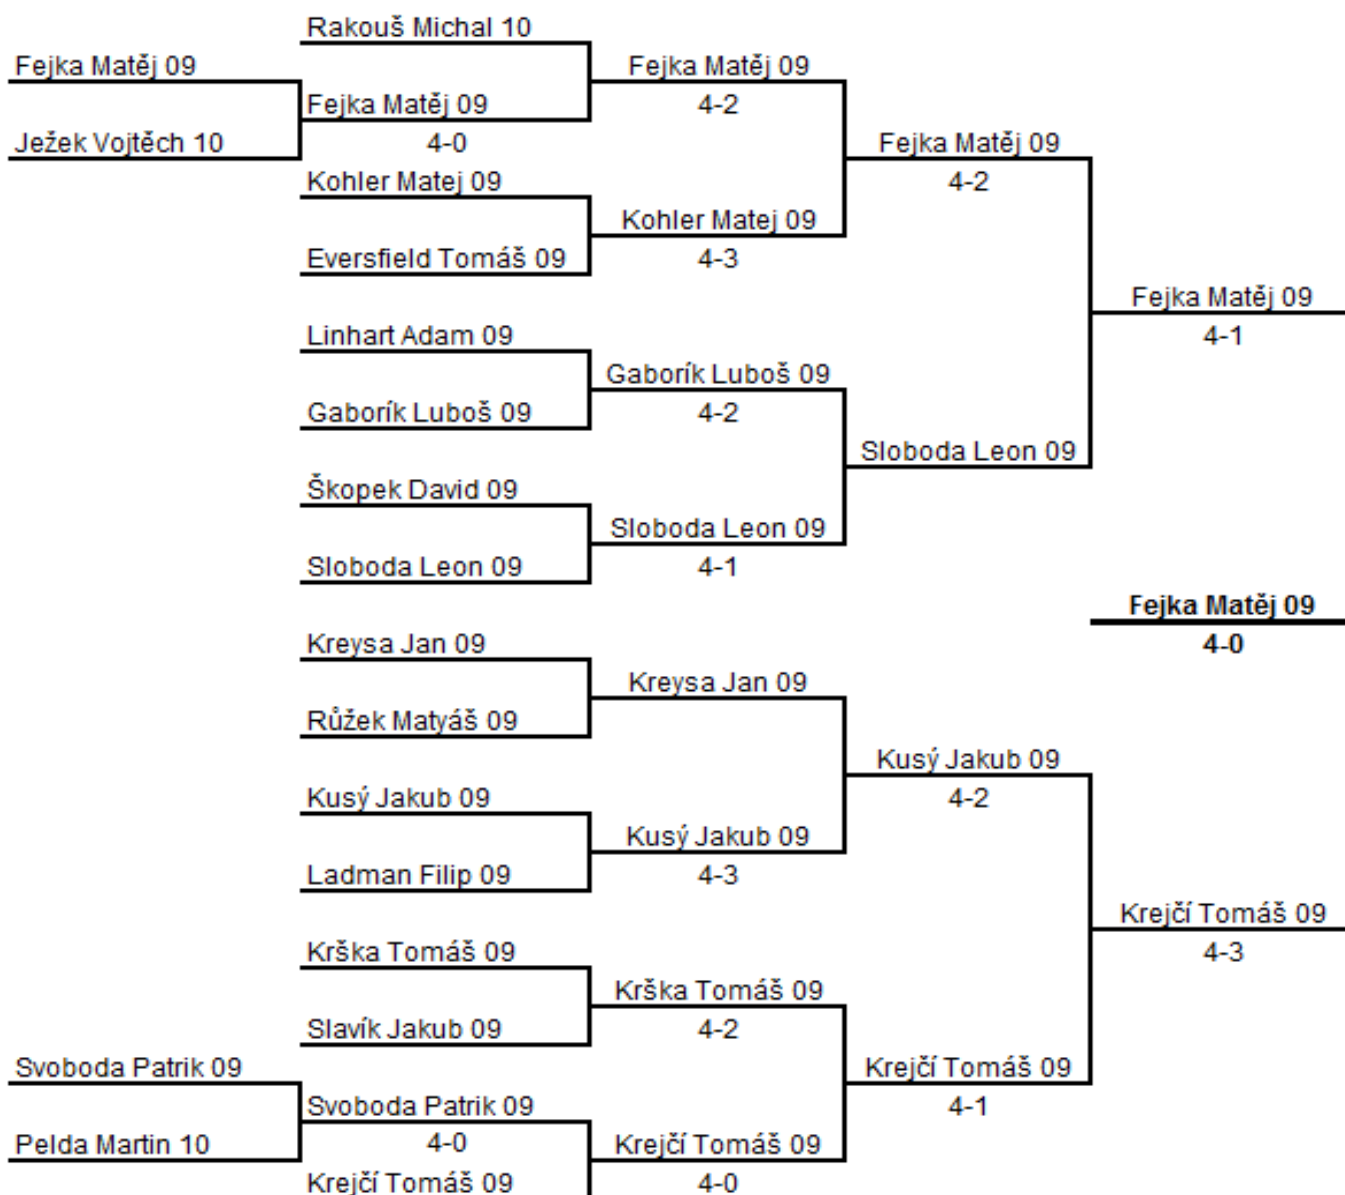 Rakouš Michal 10
Fejka Matěj 09
Fejka Matěj 09
Fejka Matěj 09
4-2
Ježek Vojtěch 10
4-0
Fejka Matěj 09
4-2
Kohler Matej 09
Kohler Matej 09
4-3
Eversfield Tomáš 09
Fejka Matěj 09
4-1
Linhart Adam 09
Gaborík Luboš 09
4-2
Gaborík Luboš 09
Sloboda Leon 09
Škopek David 09
Sloboda Leon 09
4-1
Sloboda Leon 09
Fejka Matěj 09
4-0
Kreysa Jan 09
Kreysa Jan 09
Růžek Matyáš 09
Kusý Jakub 09
4-2
Kusý Jakub 09
Kusý Jakub 09
4-3
Ladman Filip 09
Krejčí Tomáš 09
4-3
Krška Tomáš 09
Krška Tomáš 09
4-2
Slavík Jakub 09
Svoboda Patrik 09
Krejčí Tomáš 09
4-1
Svoboda Patrik 09
4-0
Pelda Martin 10
Krejčí Tomáš 09
4-0
Krejčí Tomáš 09